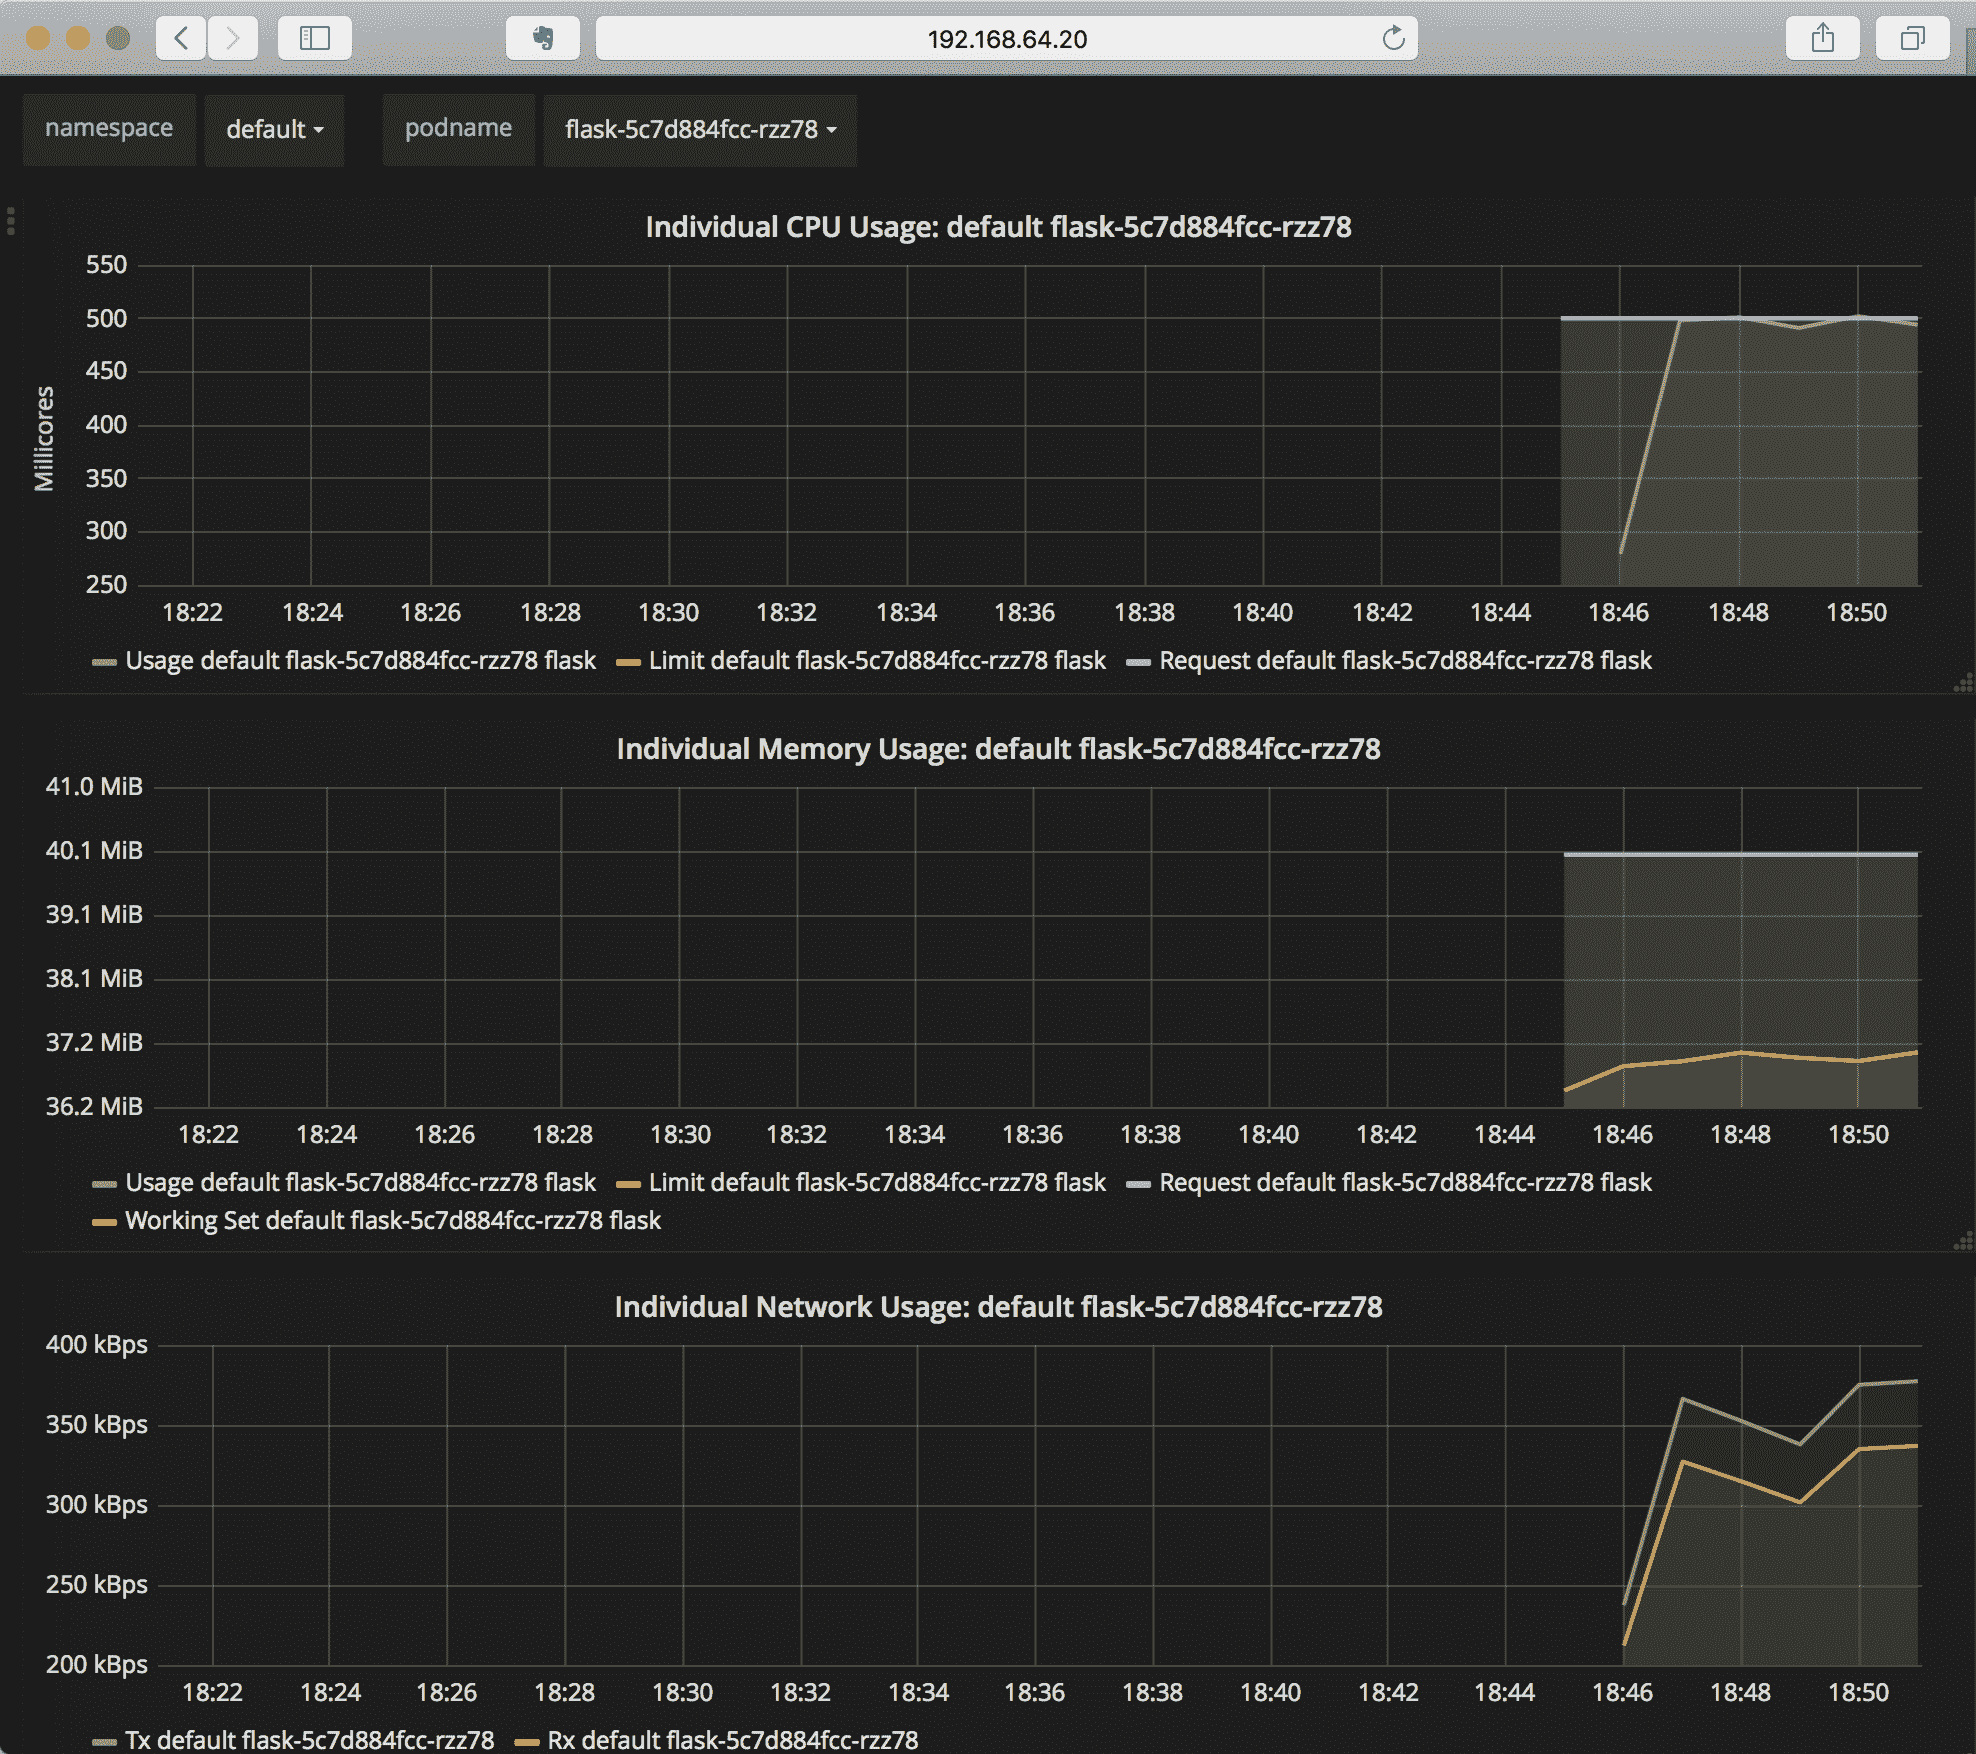 192.168.64.20
namespace default podname flask-5c7d884fcc-rzz78
Individual CPU Usage: default flask-5c7d884fcc-rzz78
550
500
450
400
350
300
250
Millicores
18:22 18:24 18:26 18:28 18:30 18:32 18:34 18:36 18:38 18:40 18:42 18:44 18:46 18:48 18:50
Usage default flask-5c7d884fcc-rzz78 flask Limit default flask-5c7d884fcc-rzz78 flask Request default flask-5c7d884fcc-rzz78 flask
Individual Memory Usage: default flask-5c7d884fcc-rzz78
41.0 MiB
40.1 MiB
39.1 MiB
38.1 MiB
37.2 MiB
36.2 MiB
18:22 18:24 18:26 18:28 18:30 18:32 18:34 18:36 18:38 18:40 18:42 18:44 18:46 18:48 18:50
Usage default flask-5c7d884fcc-rzz78 flask Limit default flask-5c7d884fcc-rzz78 flask Request default flask-5c7d884fcc-rzz78 flask
Working Set default flask-5c7d884fcc-rzz78 flask
Individual Network Usage: default flask-5c7d884fcc-rzz78
400 kBps
350 kBps
300 kBps
250 kBps
200 kBps
18:22 18:24 18:26 18:28 18:30 18:32 18:34 18:36 18:38 18:40 18:42 18:44 18:46 18:48 18:50
Tx default flask-5c7d884fcc-rzz78 Rx default flask-5c7d884fcc-rzz78